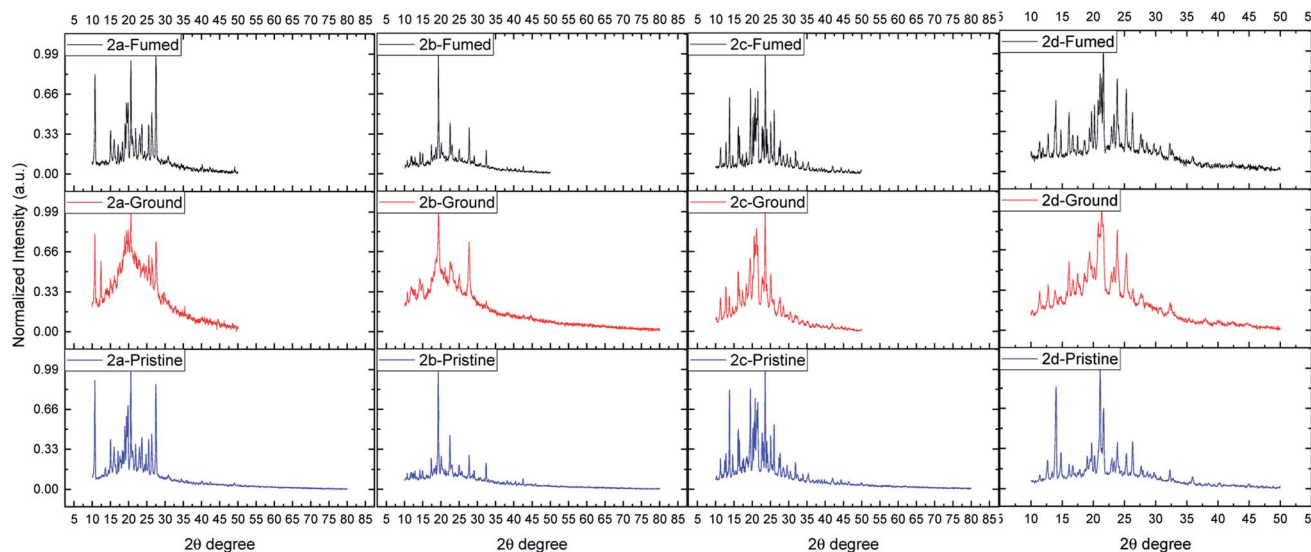 5 10 15 20 25 30 35 40 45 50 55 60 65 70 75 80 85 5 10 15 20 25 30 35 40 45 50 55 60 65 70 75 80 85 5 10 15 20 25 30 35 40 45 50 55 60 65 70 75 80 85 5 10 15 20 25 30 35 40 45 50 5
2a-Fumed 2b-Fumed 2c-Fumed 2d-Fumed
0.99
0.66
0.33
0.00
2a-Ground 2b-Ground 2c-Ground 2d-Ground
0.99
0.66
0.33
0.00
2a-Pristine 2b-Pristine 2c-Pristine 2d-Pristine
0.99
0.66
0.33
0.00
Normalized Intensity (a.u.)
5 10 15 20 25 30 35 40 45 50 55 60 65 70 75 80 85 5 10 15 20 25 30 35 40 45 50 55 60 65 70 75 80 85 5 10 15 20 25 30 35 40 45 50 55 60 65 70 75 80 85 5 10 15 20 25 30 35 40 45 50 5
2θ degree 2θ degree 2θ degree 2θ degree